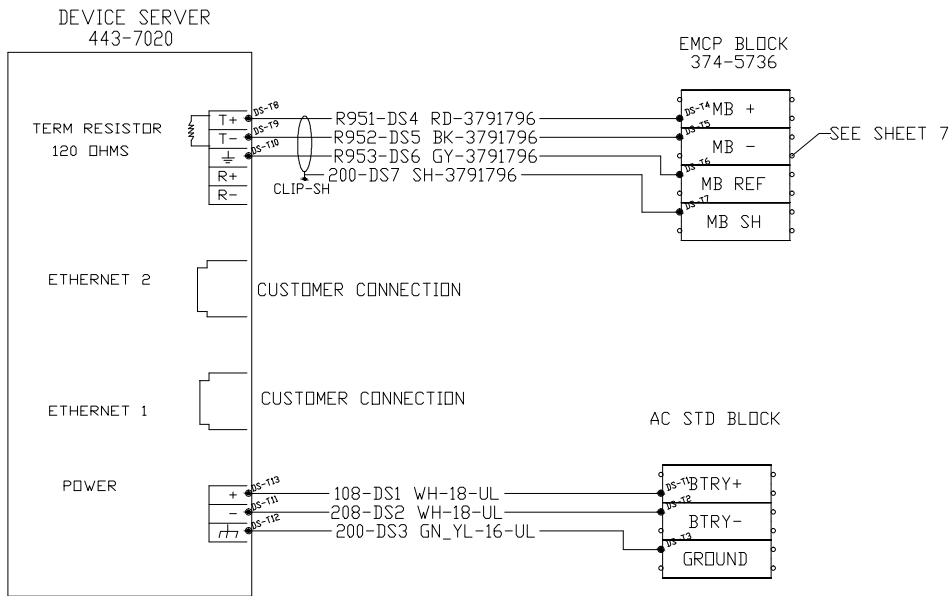 DEVICE SERVER
443-7020
EMCP BLOCK
374-5736
TERM RESISTOR
120 OHMS
T+
DS-T8
R951-DS4 RD-3791796
DS-T4
MB +
T-
DS-T9
R952-DS5 BK-3791796
DS-T5
MB -
SEE SHEET 7
DS-T10
R953-DS6 GY-3791796
DS-T6
MB REF
R+
200-DS7 SH-3791796
CLIP-SH
R-
DS-T7
MB SH
ETHERNET 2
CUSTOMER CONNECTION
ETHERNET 1
CUSTOMER CONNECTION
AC STD BLOCK
POWER
+
DS-T13
108-DS1 WH-18-UL
DS-T1
BTRY+
-
DS-T11
208-DS2 WH-18-UL
DS-T2
BTRY-
DS-T12
200-DS3 GN_YL-16-UL
DS-T3
GROUND